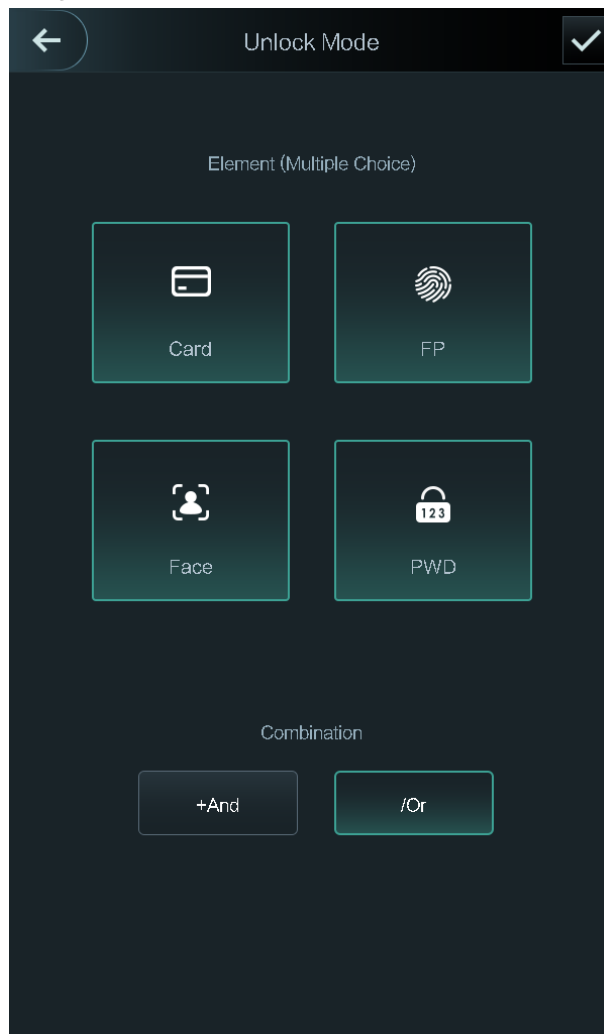 Unlock Mode
Element (Multiple Choice)
Card
FP
Face
123
PWD
Combination
+And
/Or